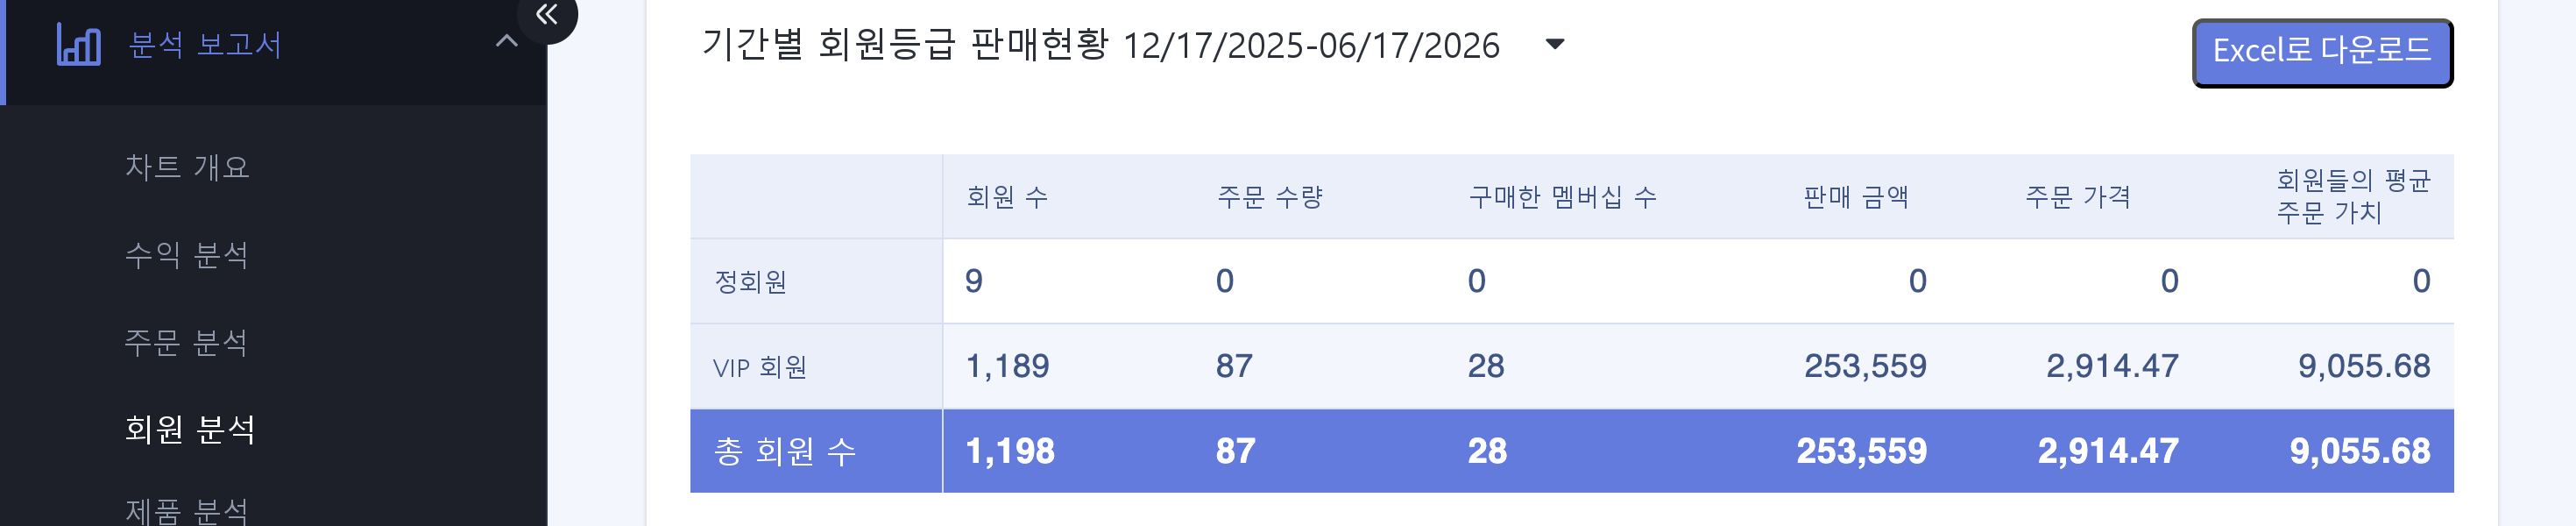 분석 보고서
차트 개요
수익 분석
주문 분석
회원 분석
제품 분석
기간별 회원등급 판매현황 12/17/2025-06/17/2026
Excel로 다운로드
회원 수 주문 수량 구매한 멤버십 수 판매 금액 주문 가격 회원들의 평균
주문 가치
정회원 9 0 0 0 0 0
VIP 회원 1,189 87 28 253,559 2,914.47 9,055.68
총 회원 수 1,198 87 28 253,559 2,914.47 9,055.68